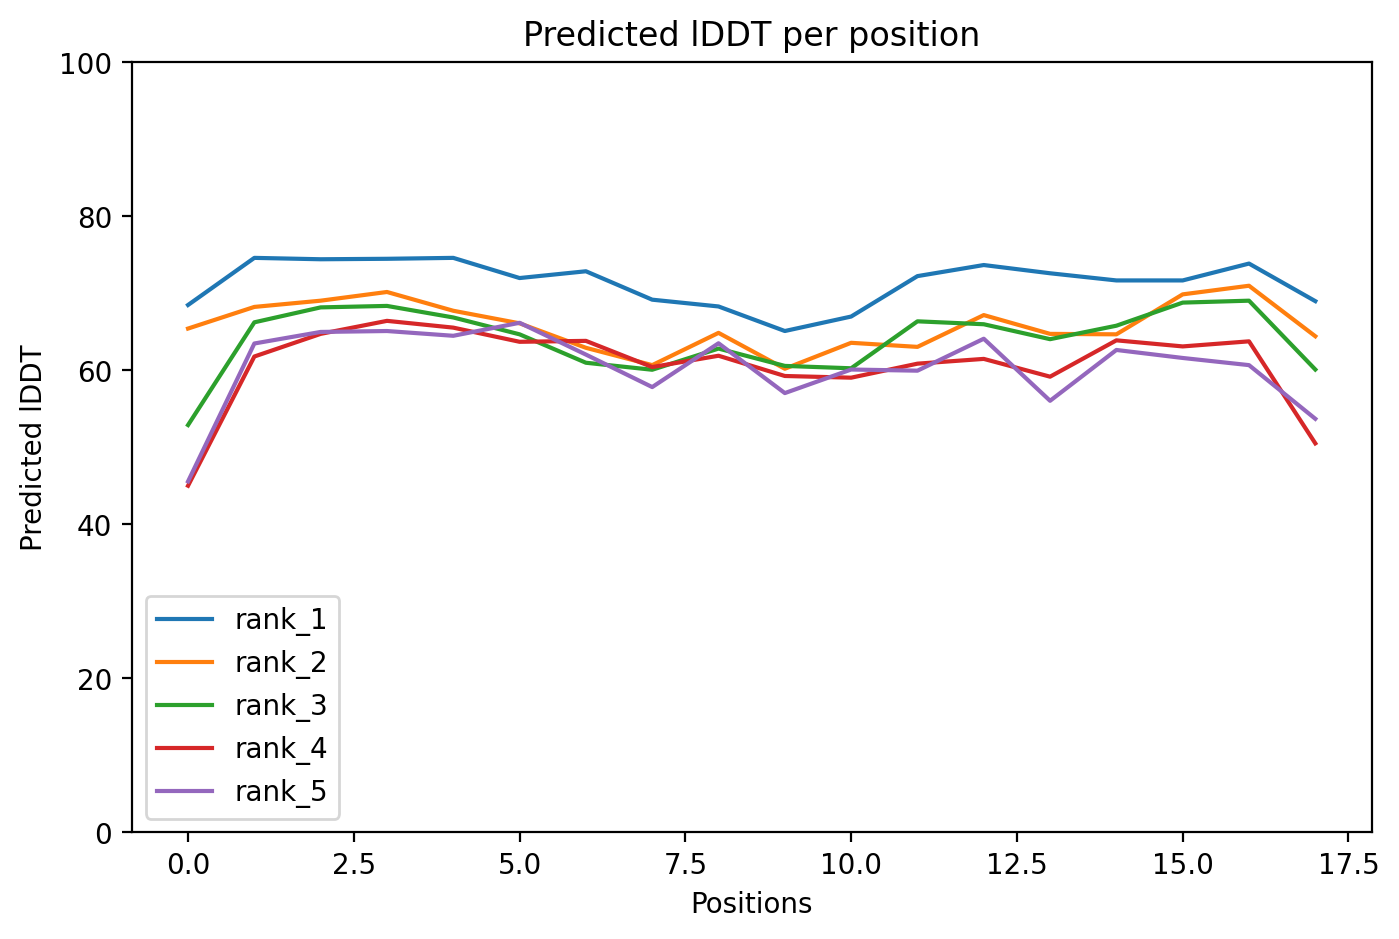 Predicted lDDT per position
100
80
60
40
20
0
Predicted lDDT
rank_1
rank_2
rank_3
rank_4
rank_5
0.0 2.5 5.0 7.5 10.0 12.5 15.0 17.5
Positions